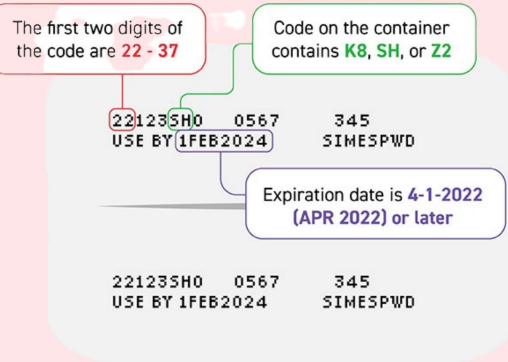 The first two digits of
the code are 22 - 37
Code on the container
contains K8, SH, or Z2
22123SH0 0567 345
USE BY 1FEB2024 SIMESPWD
Expiration date is 4-1-2022
(APR 2022) or later
22123SH0 0567 345
USE BY 1FEB2024 SIMESPWD